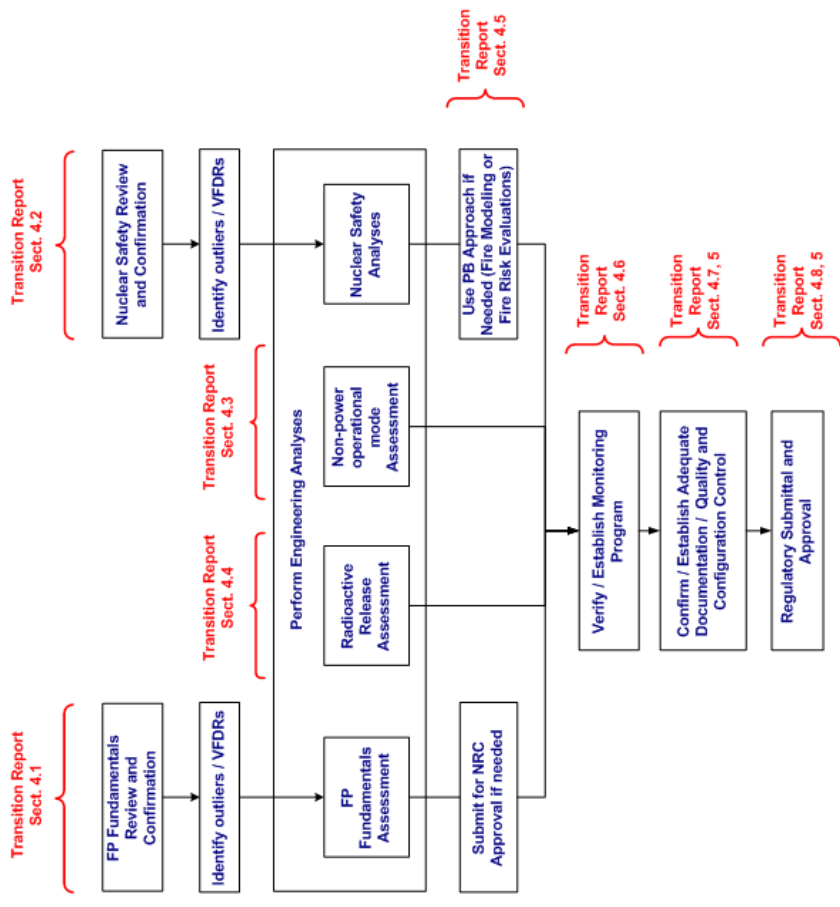 Transition Report
Sect. 4.1
Transition Report
Sect. 4.2
FP Fundamentals
Review and
Confirmation
Nuclear Safety Review
and Confirmation
Identify outliers / VFDRs
Identify outliers / VFDRs
Transition Report
Sect. 4.4
Transition Report
Sect. 4.3
Perform Engineering Analyses
FP
Fundamentals
Assessment
Radioactive
Release
Assessment
Non-power
operational
mode
Assessment
Nuclear Safety
Analyses
Submit for NRC
Approval if needed
Use PB Approach if
Needed (Fire Modeling or
Fire Risk Evaluations)
Transition
Report
Sect. 4.5
Verify / Establish Monitoring
Program
Transition
Report
Sect. 4.6
Confirm / Establish Adequate
Documentation / Quality and
Configuration Control
Transition
Report
Sect. 4.7, 5
Regulatory Submittal and
Approval
Transition
Report
Sect. 4.8, 5